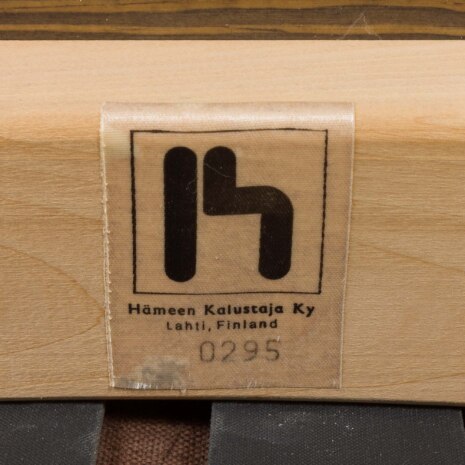 Hämeen Kalustaja Ky
Lahti, Finland
0295